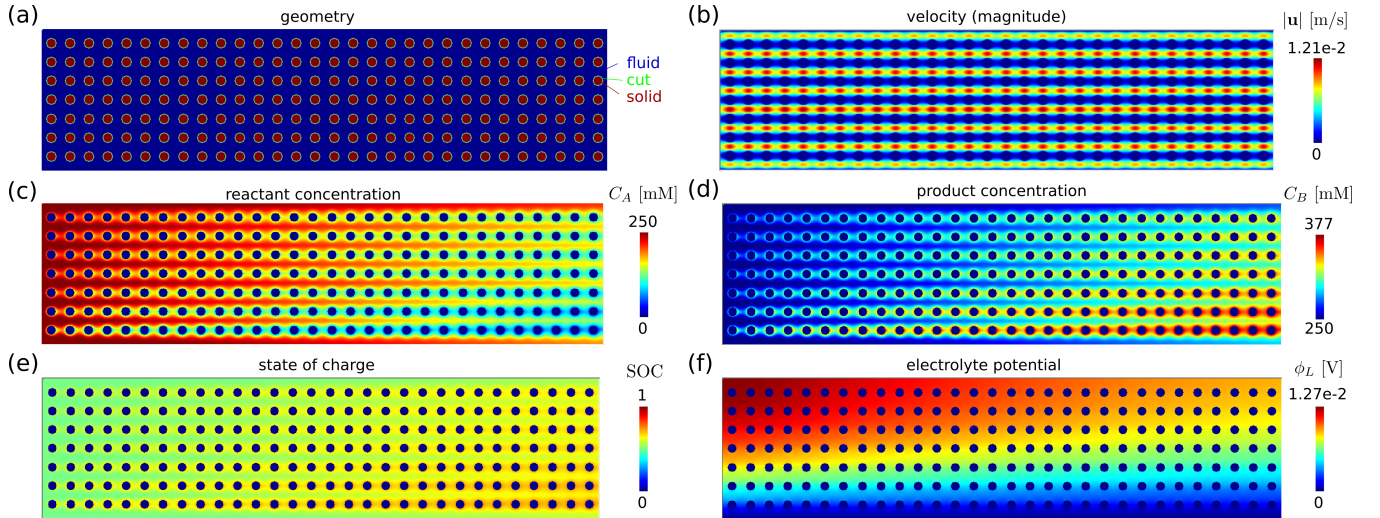 (a) geometry
fluid
cut
solid
(b) velocity (magnitude)
|u| [m/s]
1.21e-2
0
(c) reactant concentration
C_A [mM]
250
0
(d) product concentration
C_B [mM]
377
250
(e) state of charge
SOC
1
0
(f) electrolyte potential
ϕ_L [V]
1.27e-2
0